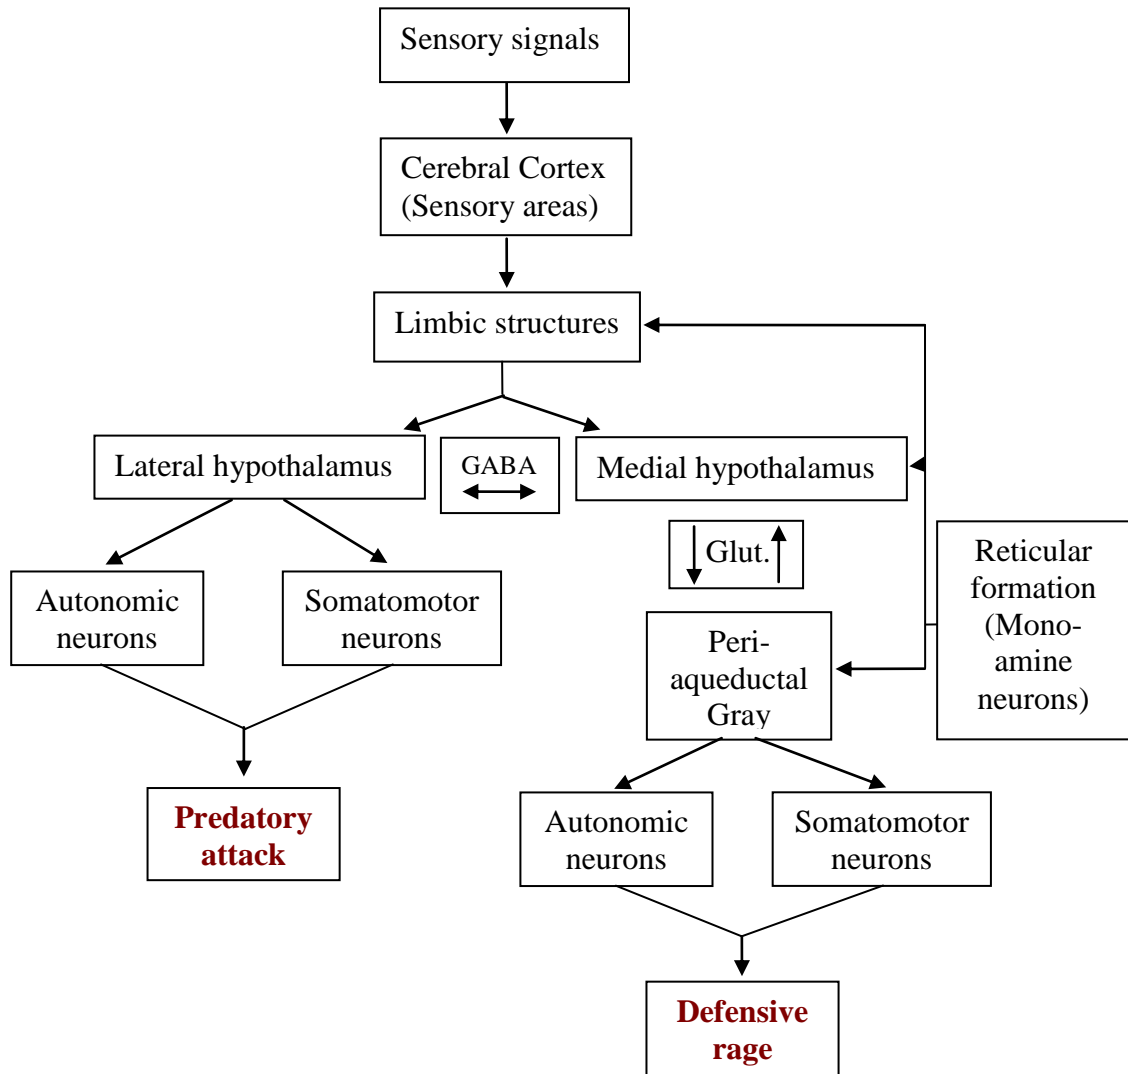 Sensory signals
Cerebral Cortex
(Sensory areas)
Limbic structures
Lateral hypothalamus
GABA
Medial hypothalamus
Glut.
Reticular
formation
(Mono-
amine
neurons)
Autonomic
neurons
Somatomotor
neurons
Peri-
aqueductal
Gray
Predatory
attack
Autonomic
neurons
Somatomotor
neurons
Defensive
rage